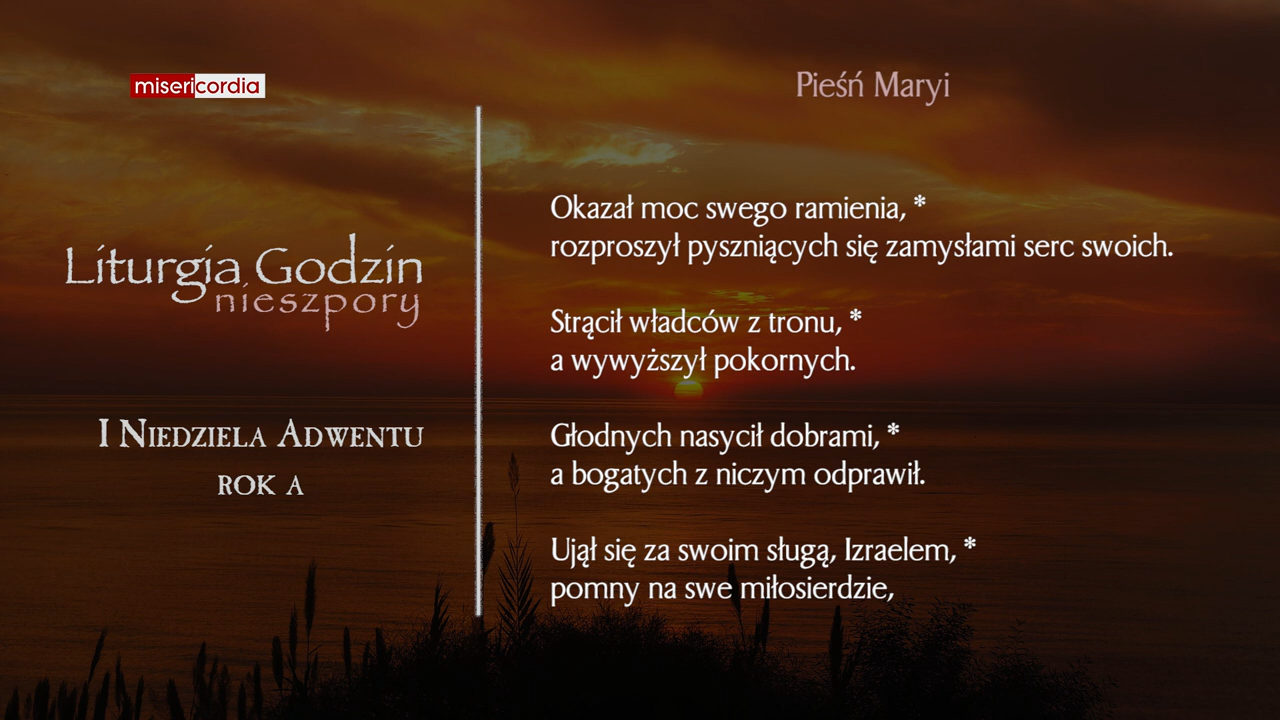 misericordia
Liturgia Godzin
nieszpory
I Niedziela Adwentu
rok A
Pieśń Maryi
Okazał moc swego ramienia, *
rozproszył pyszniących się zamysłami serc swoich.
Strącił władców z tronu, *
a wywyższył pokornych.
Głodnych nasycił dobrami, *
a bogatych z niczym odprawił.
Ujął się za swoim sługą, Izraelem, *
pomny na swe miłosierdzie,